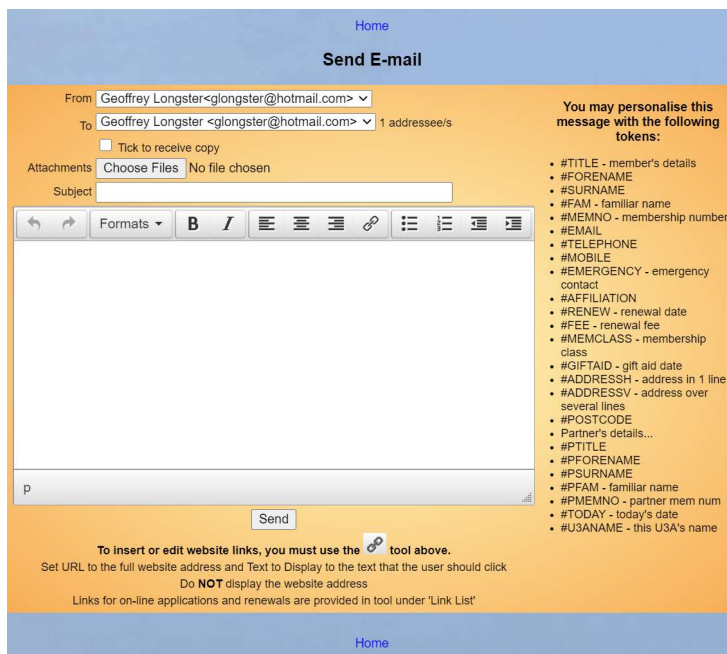 Home
Send E-mail
From Geoffrey Longster<glongster@hotmail.com>
To Geoffrey Longster <glongster@hotmail.com> 1 addressee/s
Tick to receive copy
Attachments Choose Files No file chosen
Subject
Formats B I
p
Send
To insert or edit website links, you must use the tool above.
Set URL to the full website address and Text to Display to the text that the user should click
Do NOT display the website address
Links for on-line applications and renewals are provided in tool under 'Link List'
You may personalise this
message with the following
tokens:
• #TITLE - member's details
• #FORENAME
• #SURNAME
• #FAM - familiar name
• #MEMNO - membership number
• #EMAIL
• #TELEPHONE
• #MOBILE
• #EMERGENCY - emergency
contact
• #AFFILIATION
• #RENEW - renewal date
• #FEE - renewal fee
• #MEMCLASS - membership
class
• #GIFTAID - gift aid date
• #ADDRESSH - address in 1 line
• #ADDRESSV - address over
several lines
• #POSTCODE
• Partner's details...
• #PTITLE
• #PFORENAME
• #PSURNAME
• #PFAM - familiar name
• #PMEMNO - partner mem num
• #TODAY - today's date
• #U3ANAME - this U3A's name
Home